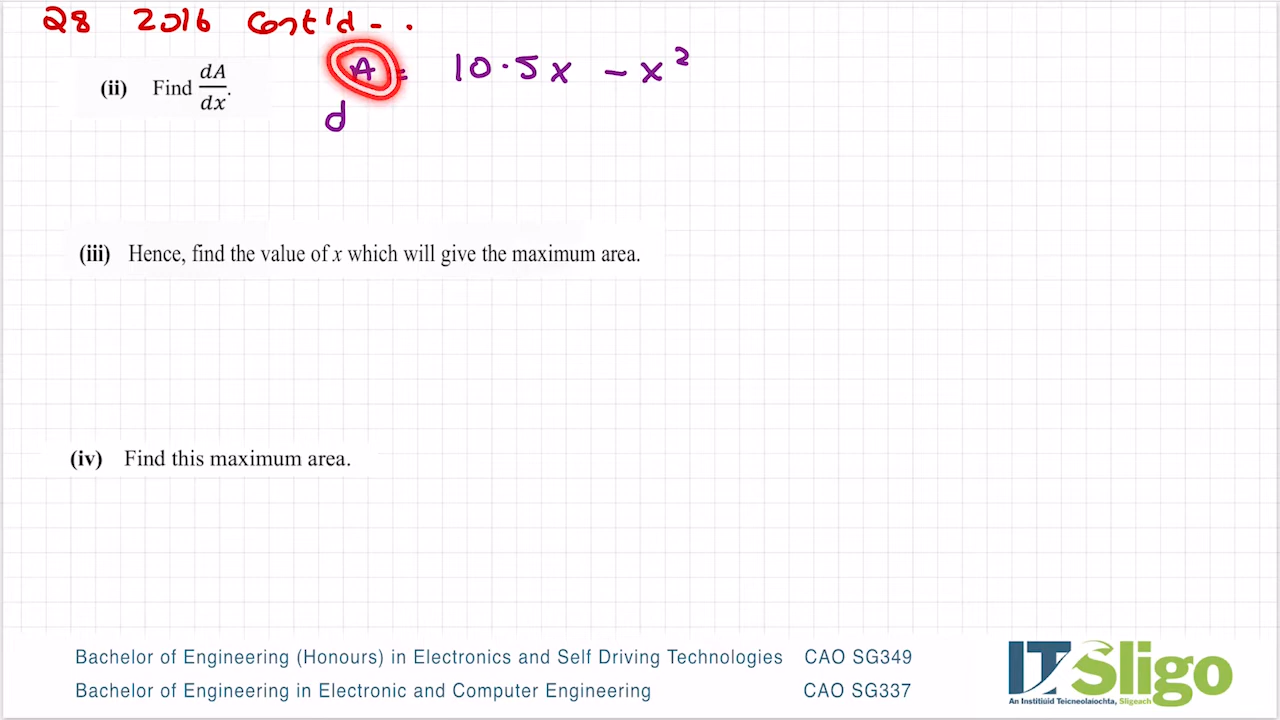 Q8 2016 Cont'd - .
(ii) Find dA/dx.
A = 10.5x - x²
d
(iii) Hence, find the value of x which will give the maximum area.
(iv) Find this maximum area.
Bachelor of Engineering (Honours) in Electronics and Self Driving Technologies CAO SG349
Bachelor of Engineering in Electronic and Computer Engineering CAO SG337
IT Sligo
An Institiúid Teicneolaíochta, Sligeach